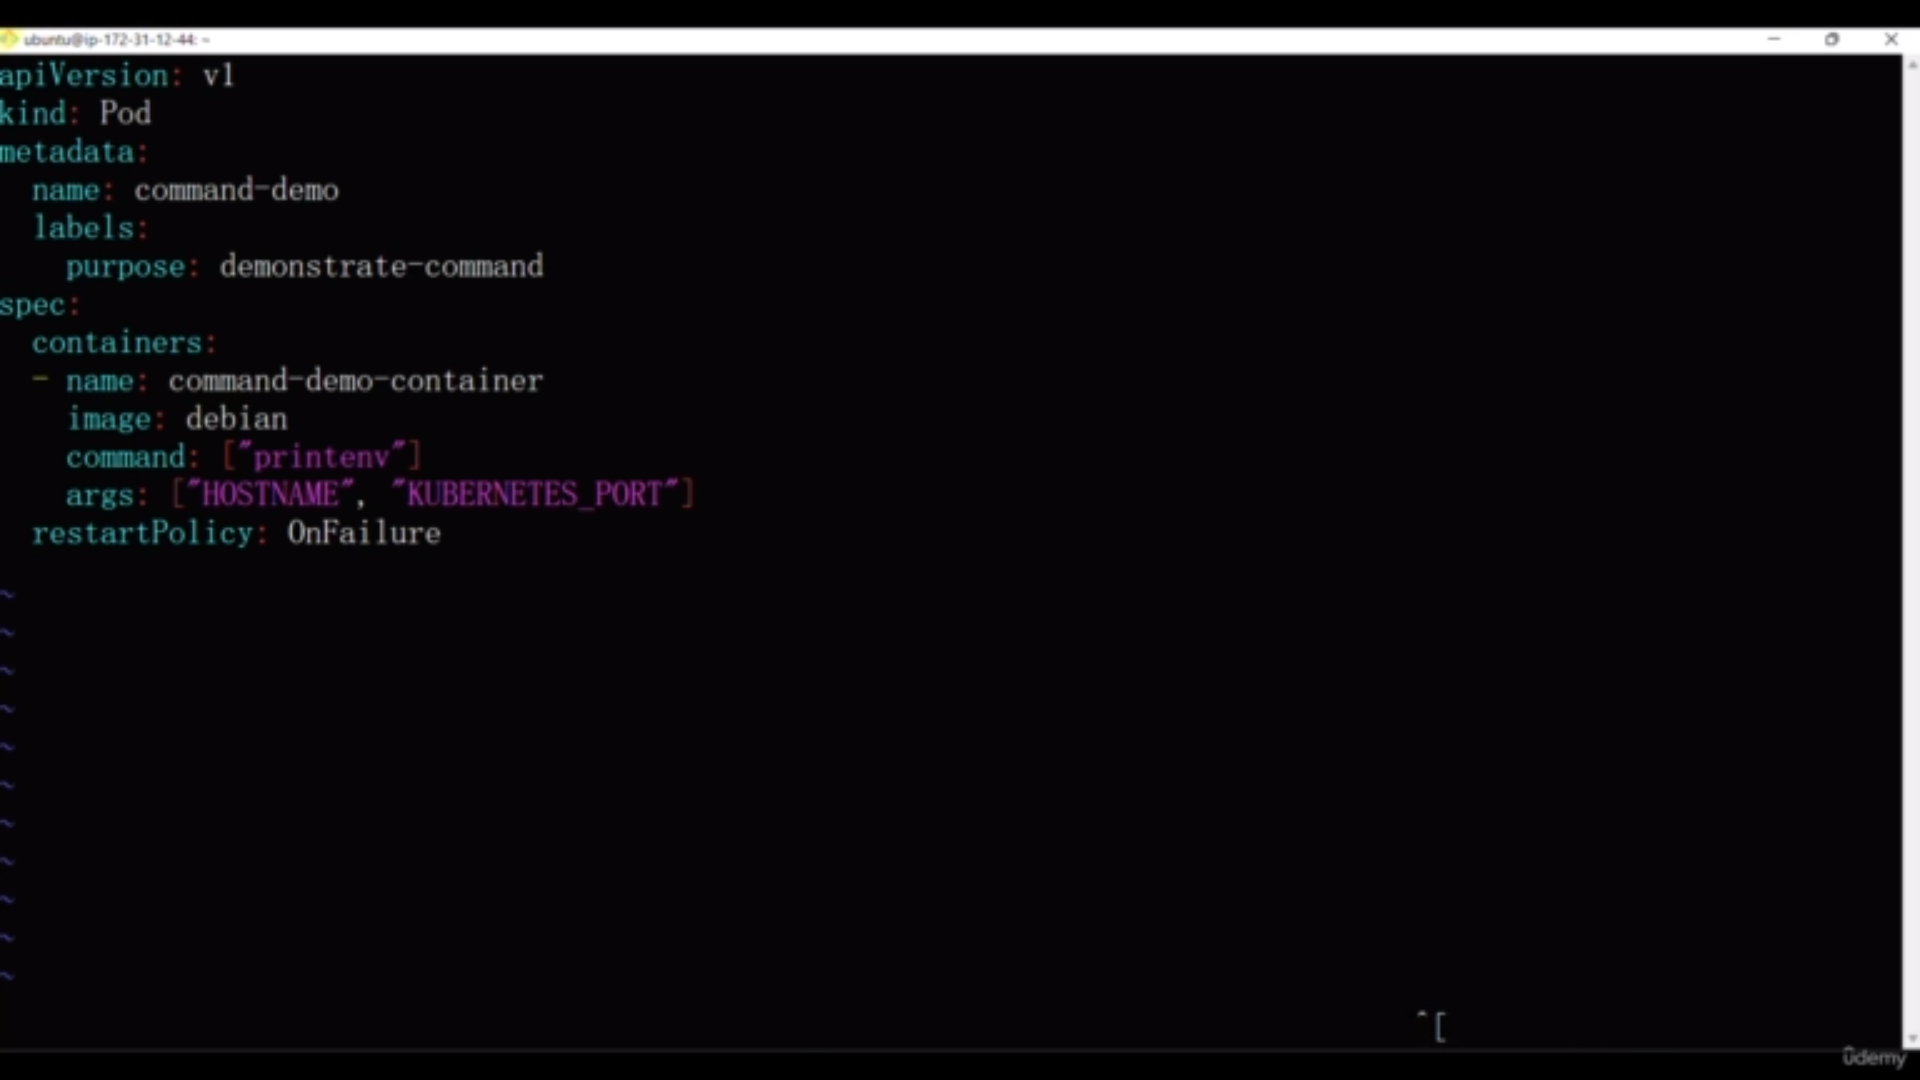 ubuntu@ip-172-31-12-44: ~
apiVersion: v1
kind: Pod
metadata:
  name: command-demo
  labels:
    purpose: demonstrate-command
spec:
  containers:
  - name: command-demo-container
    image: debian
    command: ["printenv"]
    args: ["HOSTNAME", "KUBERNETES_PORT"]
  restartPolicy: OnFailure
~
~
~
~
~
~
~
~
~
~
~
^[
ûdemy